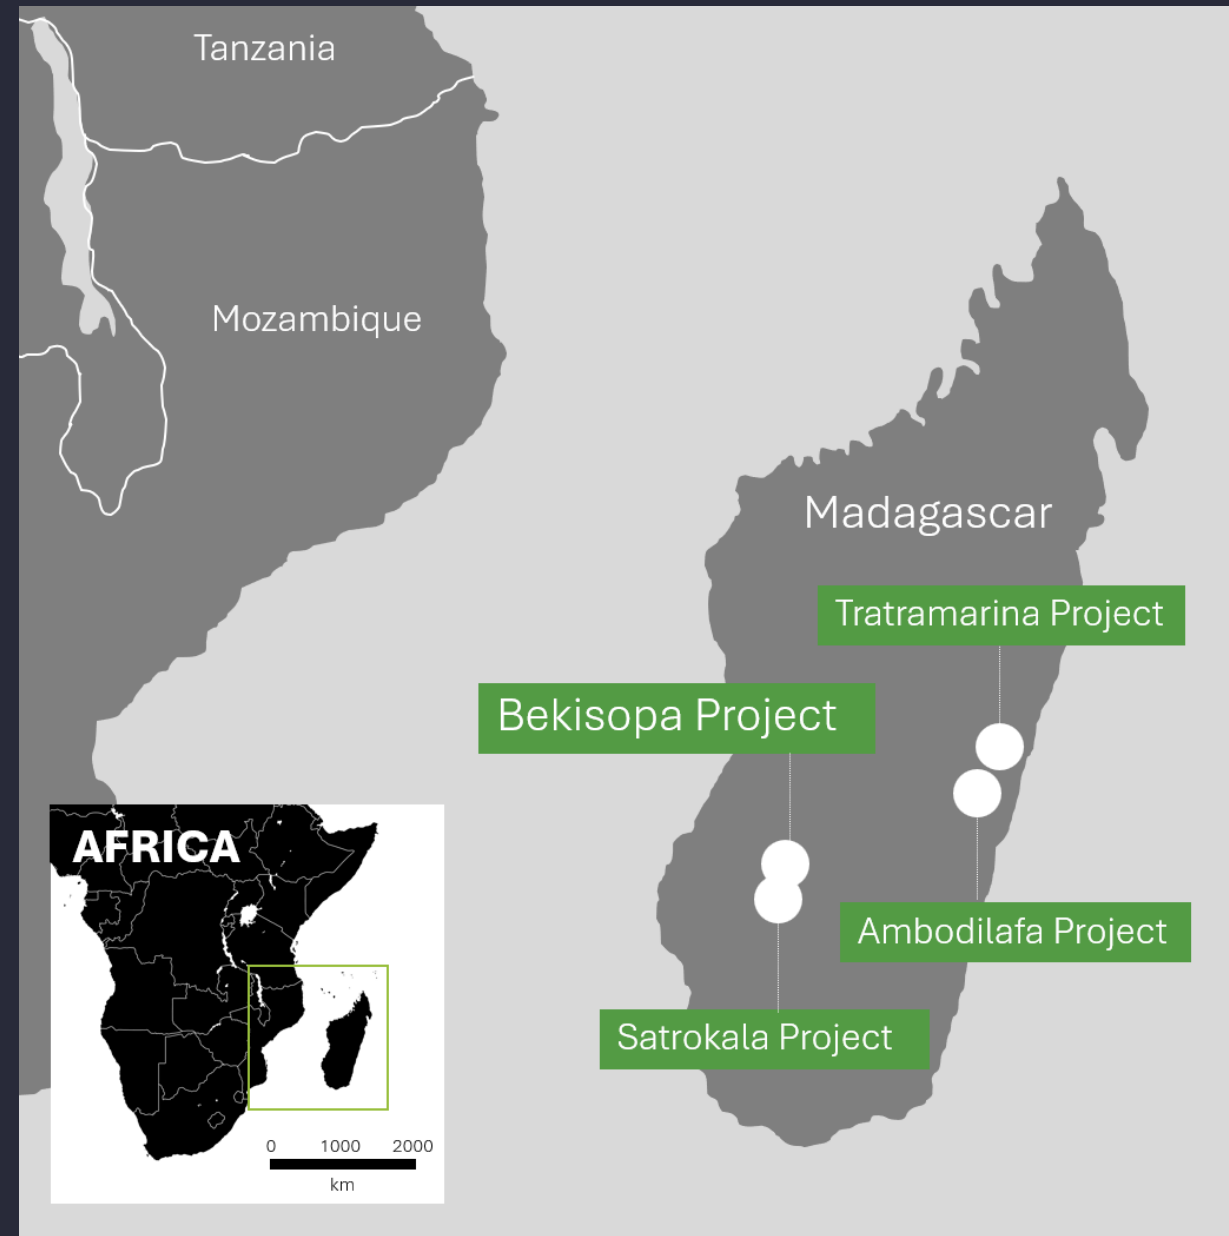 Tanzania
Mozambique
Madagascar
Tratramarina Project
Bekisopa Project
Ambodilafa Project
Satrokala Project
AFRICA
0 1000 2000
km